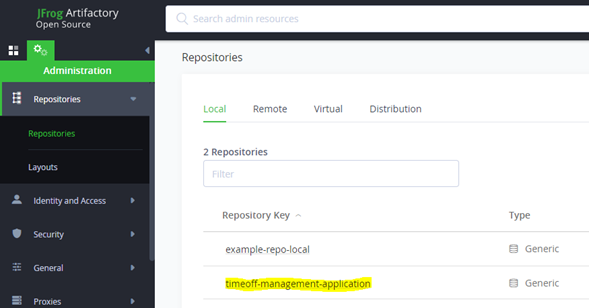 JFrog Artifactory
Open Source
Search admin resources
Administration
Repositories
Repositories
Layouts
Identity and Access
Security
General
Proxies
Repositories
Local Remote Virtual Distribution
2 Repositories
Filter
Repository Key Type
example-repo-local Generic
timeoff-management-application Generic